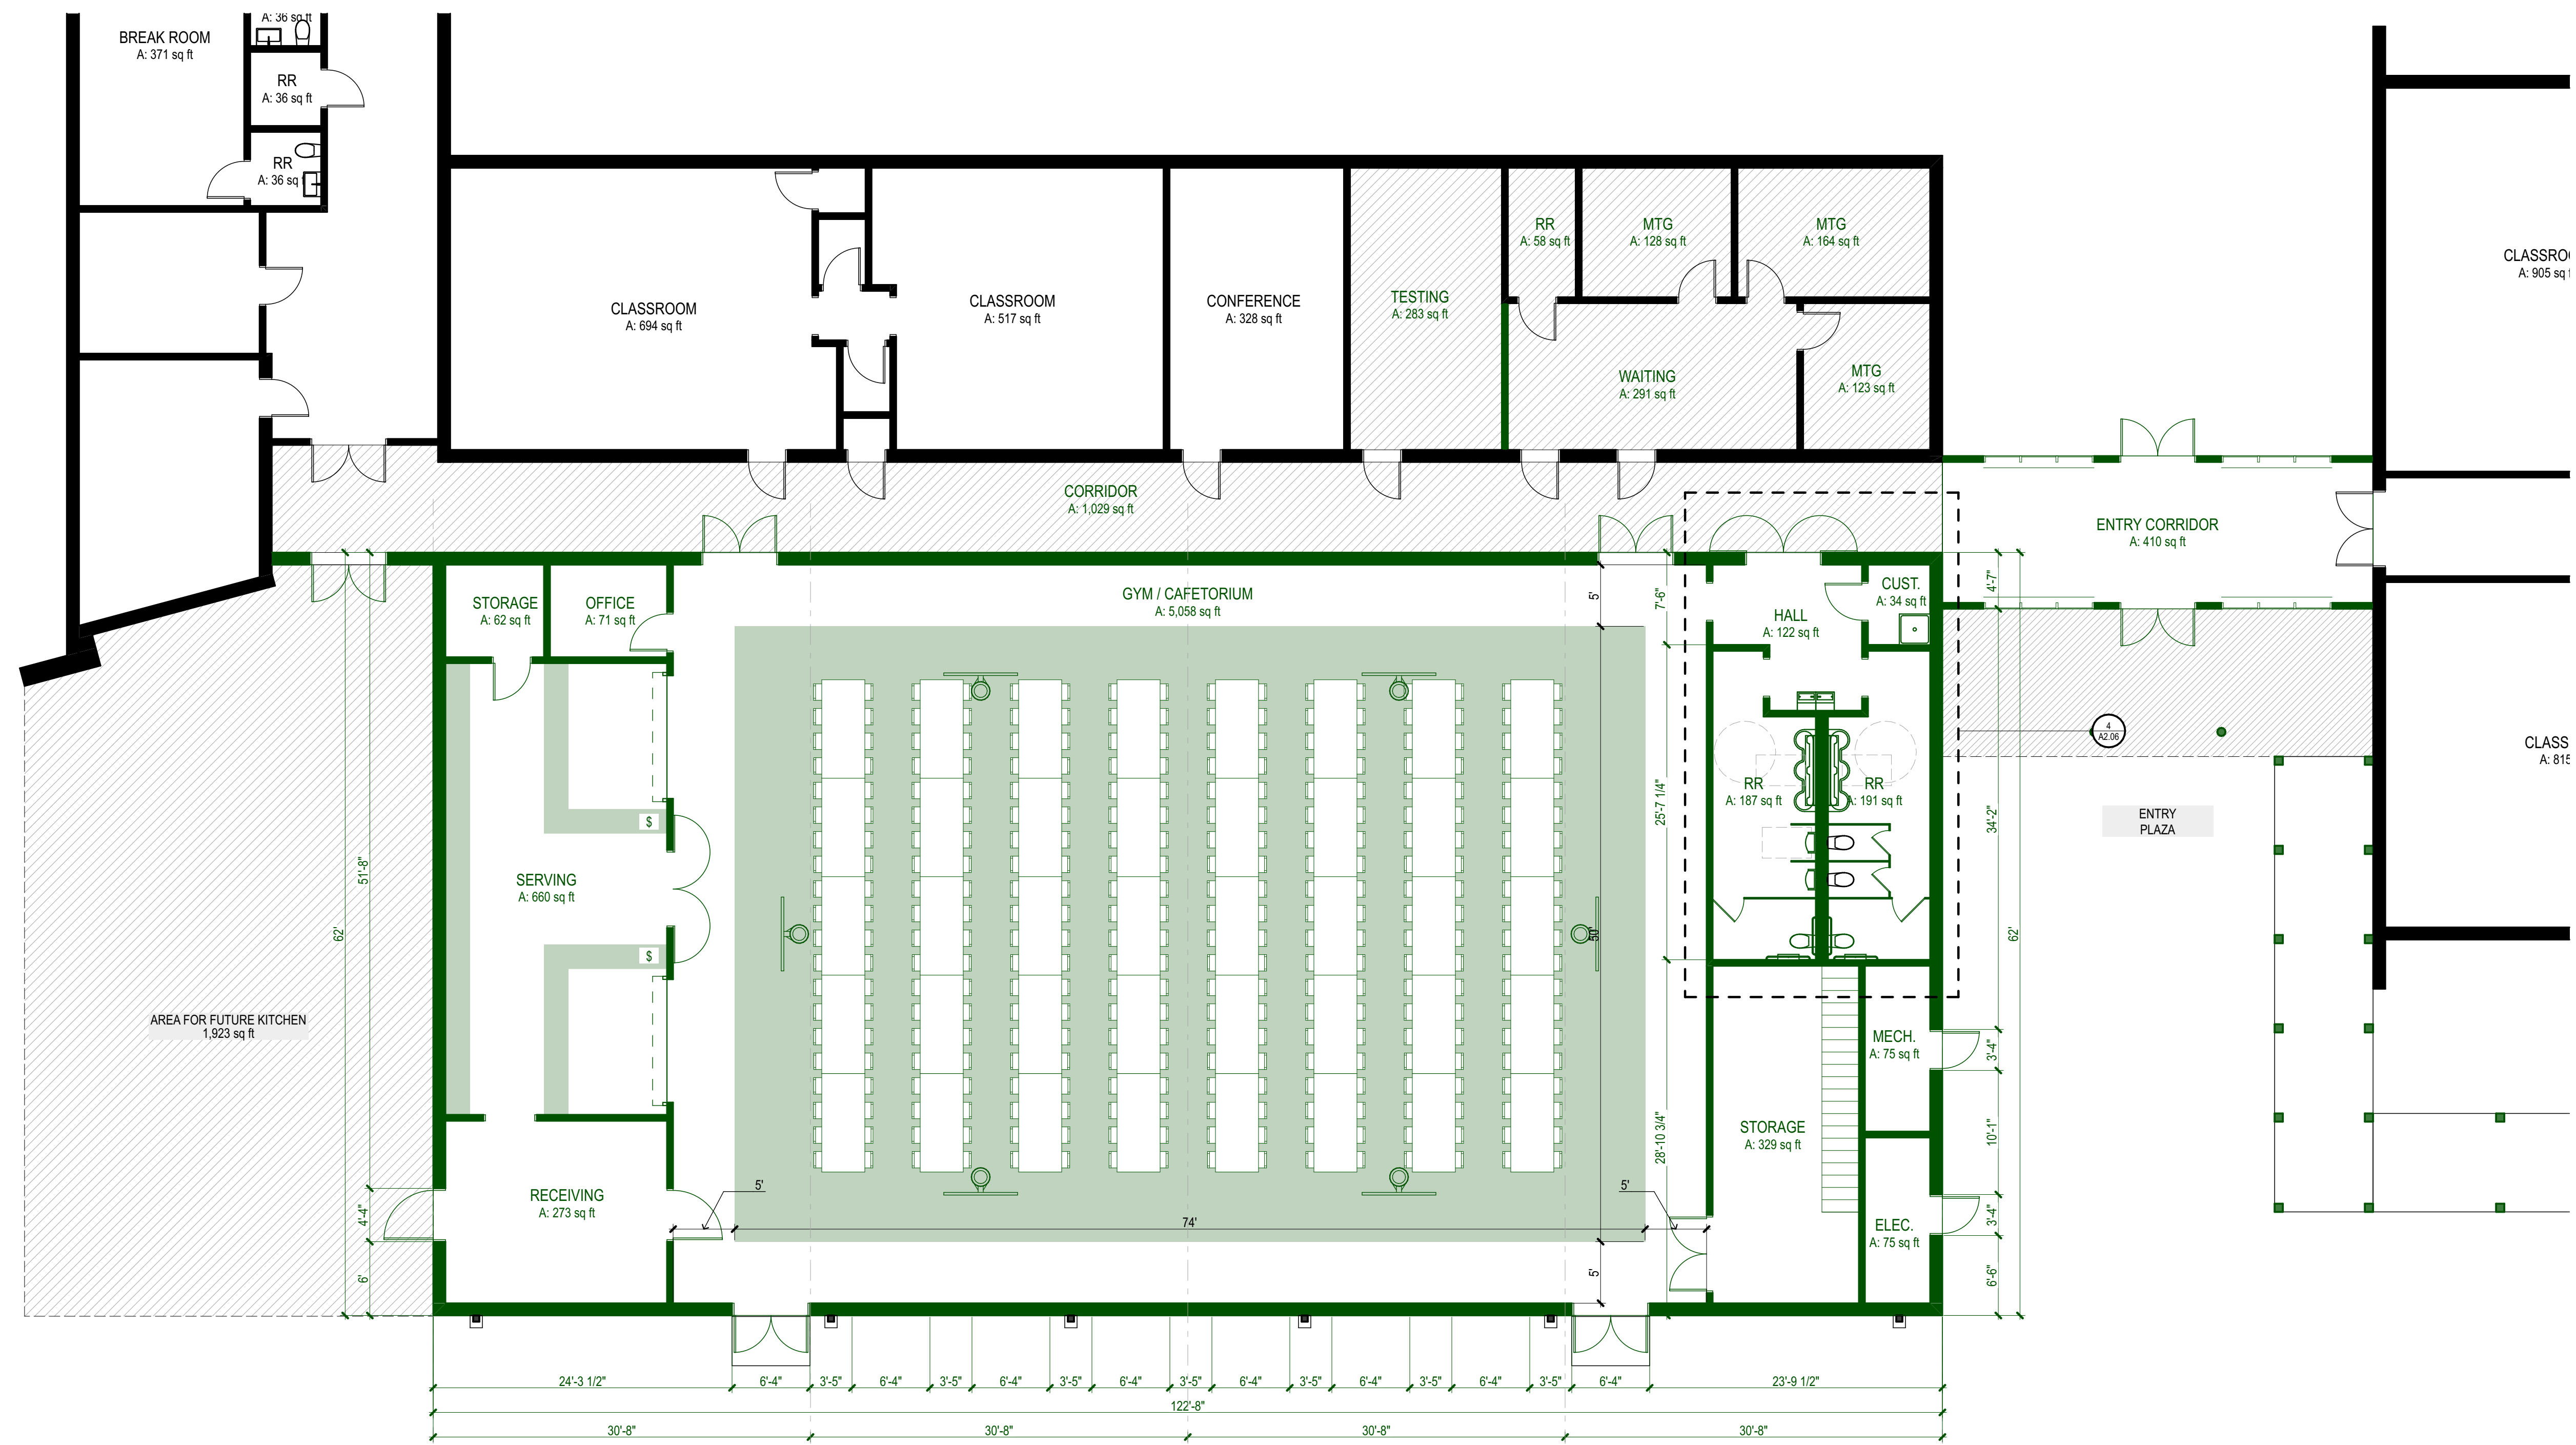 A: 36 sq ft
BREAK ROOM
A: 371 sq ft
RR
A: 36 sq ft
RR
A: 36 sq
CLASSROOM
A: 694 sq ft
CLASSROOM
A: 517 sq ft
CONFERENCE
A: 328 sq ft
TESTING
A: 283 sq ft
RR
A: 58 sq ft
MTG
A: 128 sq ft
MTG
A: 164 sq ft
WAITING
A: 291 sq ft
MTG
A: 123 sq ft
CLASSRO
A: 905 sq
CORRIDOR
A: 1,029 sq ft
ENTRY CORRIDOR
A: 410 sq ft
STORAGE
A: 62 sq ft
OFFICE
A: 71 sq ft
GYM / CAFETORIUM
A: 5,058 sq ft
5'
7'-6"
HALL
A: 122 sq ft
CUST.
A: 34 sq ft
4'-7"
4
A2.06
CLASS
A: 815
RR
A: 187 sq ft
RR
A: 191 sq ft
25'-7 1/4"
34'-2"
ENTRY
PLAZA
$
51'-8"
SERVING
A: 660 sq ft
62'
50'
62'
$
AREA FOR FUTURE KITCHEN
1,923 sq ft
MECH.
A: 75 sq ft
3'-4"
STORAGE
A: 329 sq ft
28'-10 3/4"
10'-1"
RECEIVING
A: 273 sq ft
5'
5'
74'
4'-4"
3'-4"
ELEC.
A: 75 sq ft
6'
5'
6'-6"
24'-3 1/2"
6'-4"
3'-5"
6'-4"
3'-5"
6'-4"
3'-5"
6'-4"
3'-5"
6'-4"
3'-5"
6'-4"
3'-5"
6'-4"
3'-5"
6'-4"
23'-9 1/2"
122'-8"
30'-8"
30'-8"
30'-8"
30'-8"